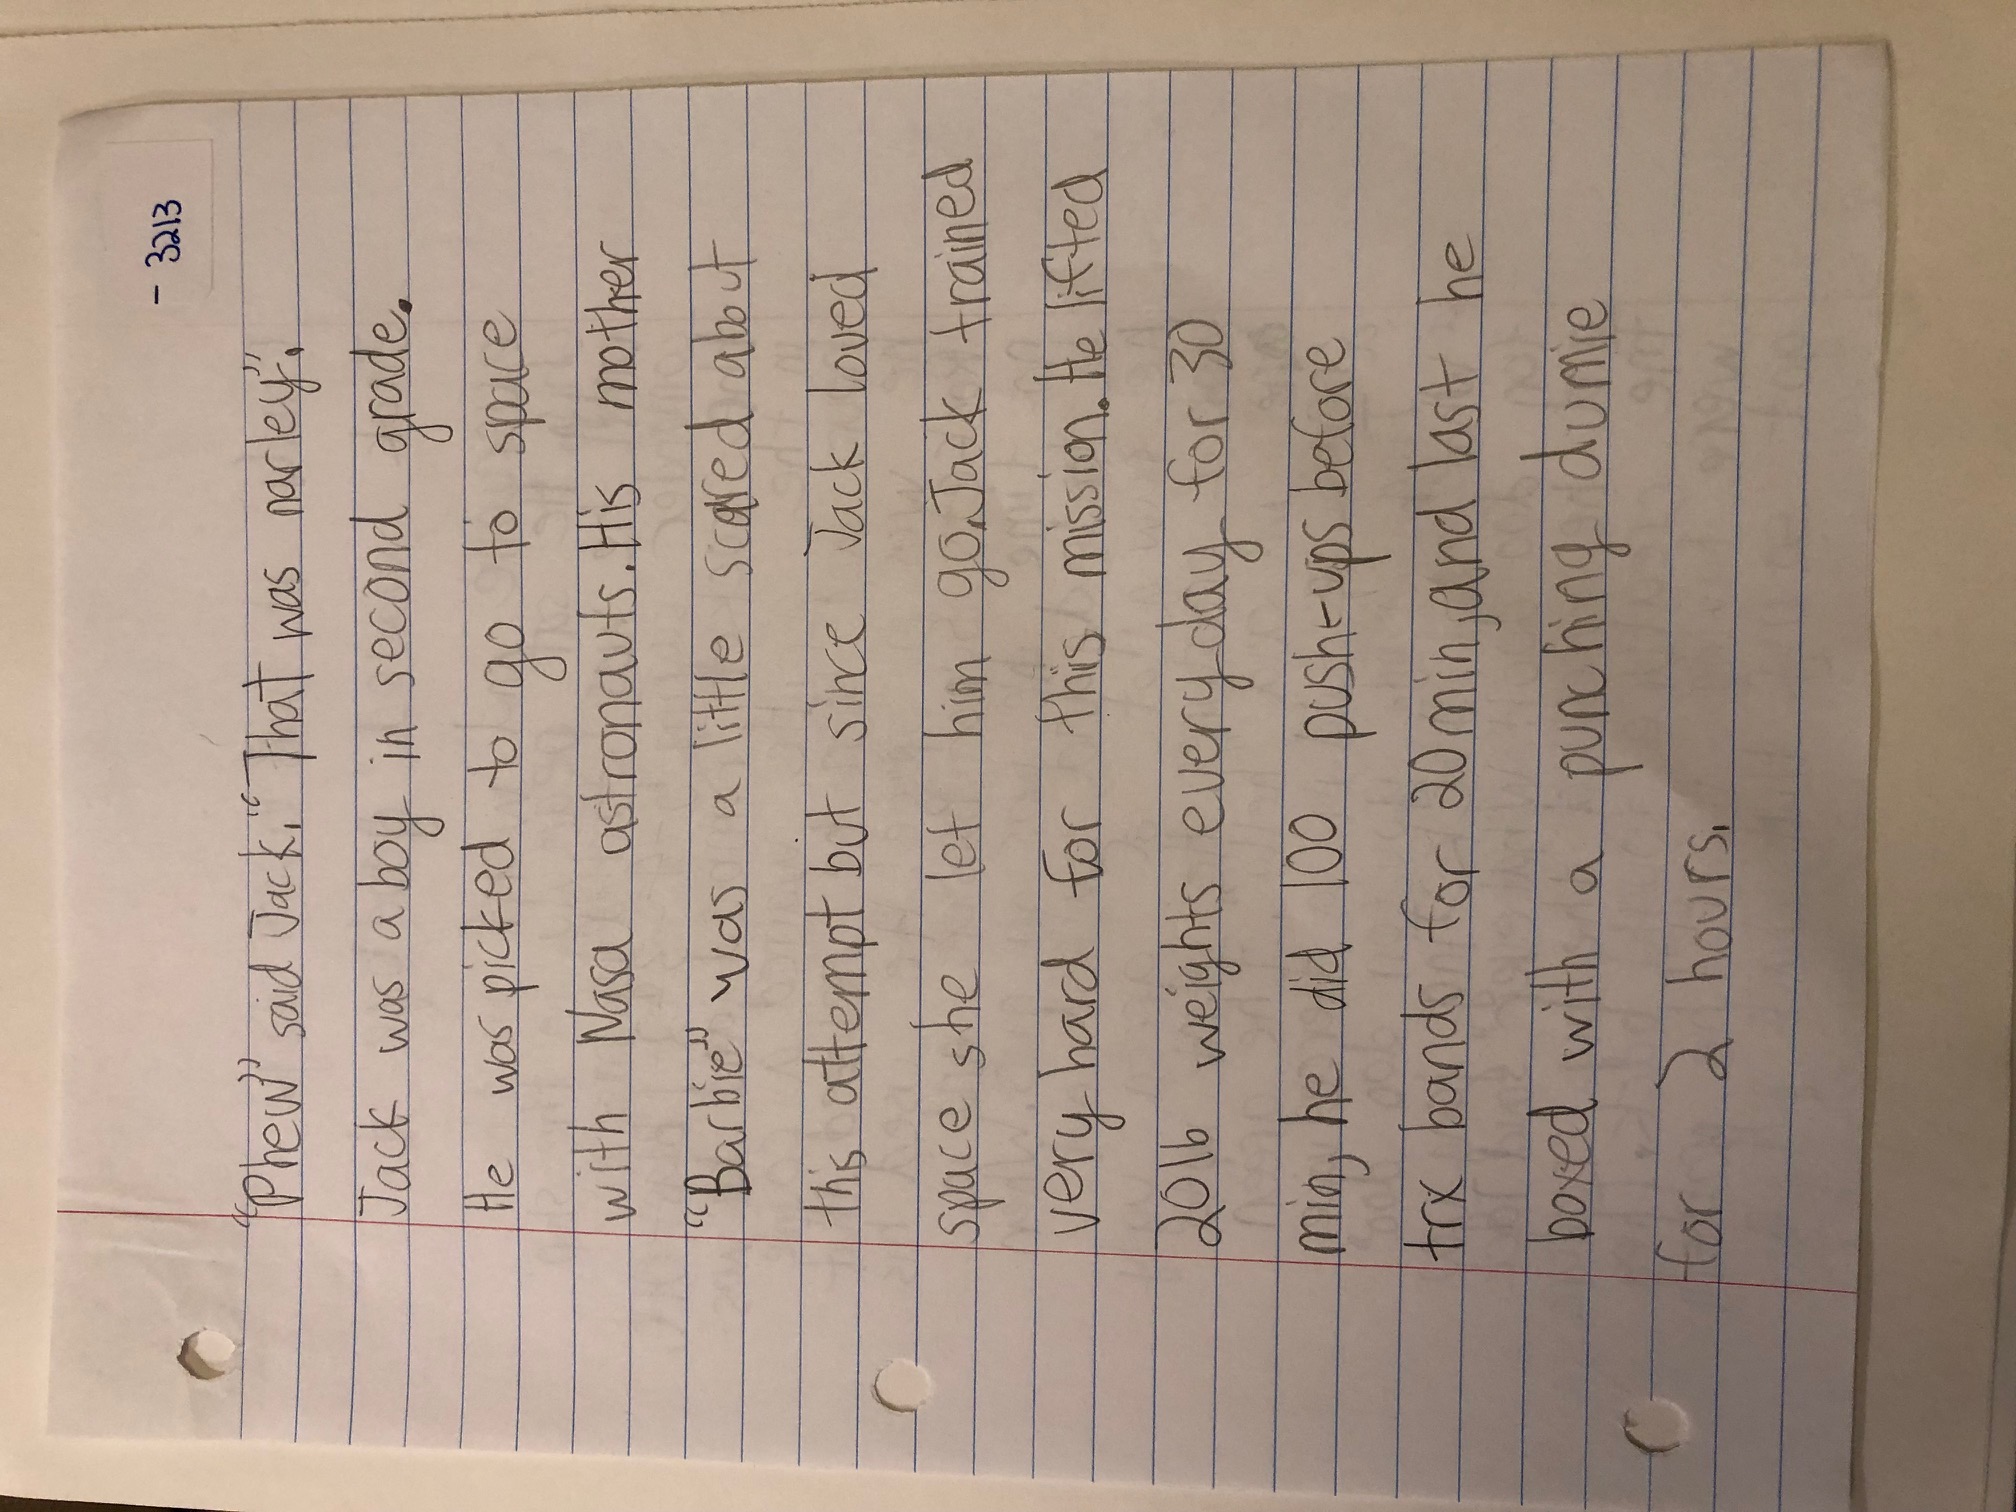 - 3213
"Phew" said Jack. "That was narley".
Jack was a boy in second grade.
He was picked to go to space
with Nasa astronauts. His mother
"Barbie" was a little scared about
this attempt but since Jack loved
space she let him go. Jack trained
very hard for this mission. He lifted
20lb weights every day for 30
min, he did 100 push-ups before
trx bands for 20 min, and last he
boxed with a punching dumie
for 2 hours.